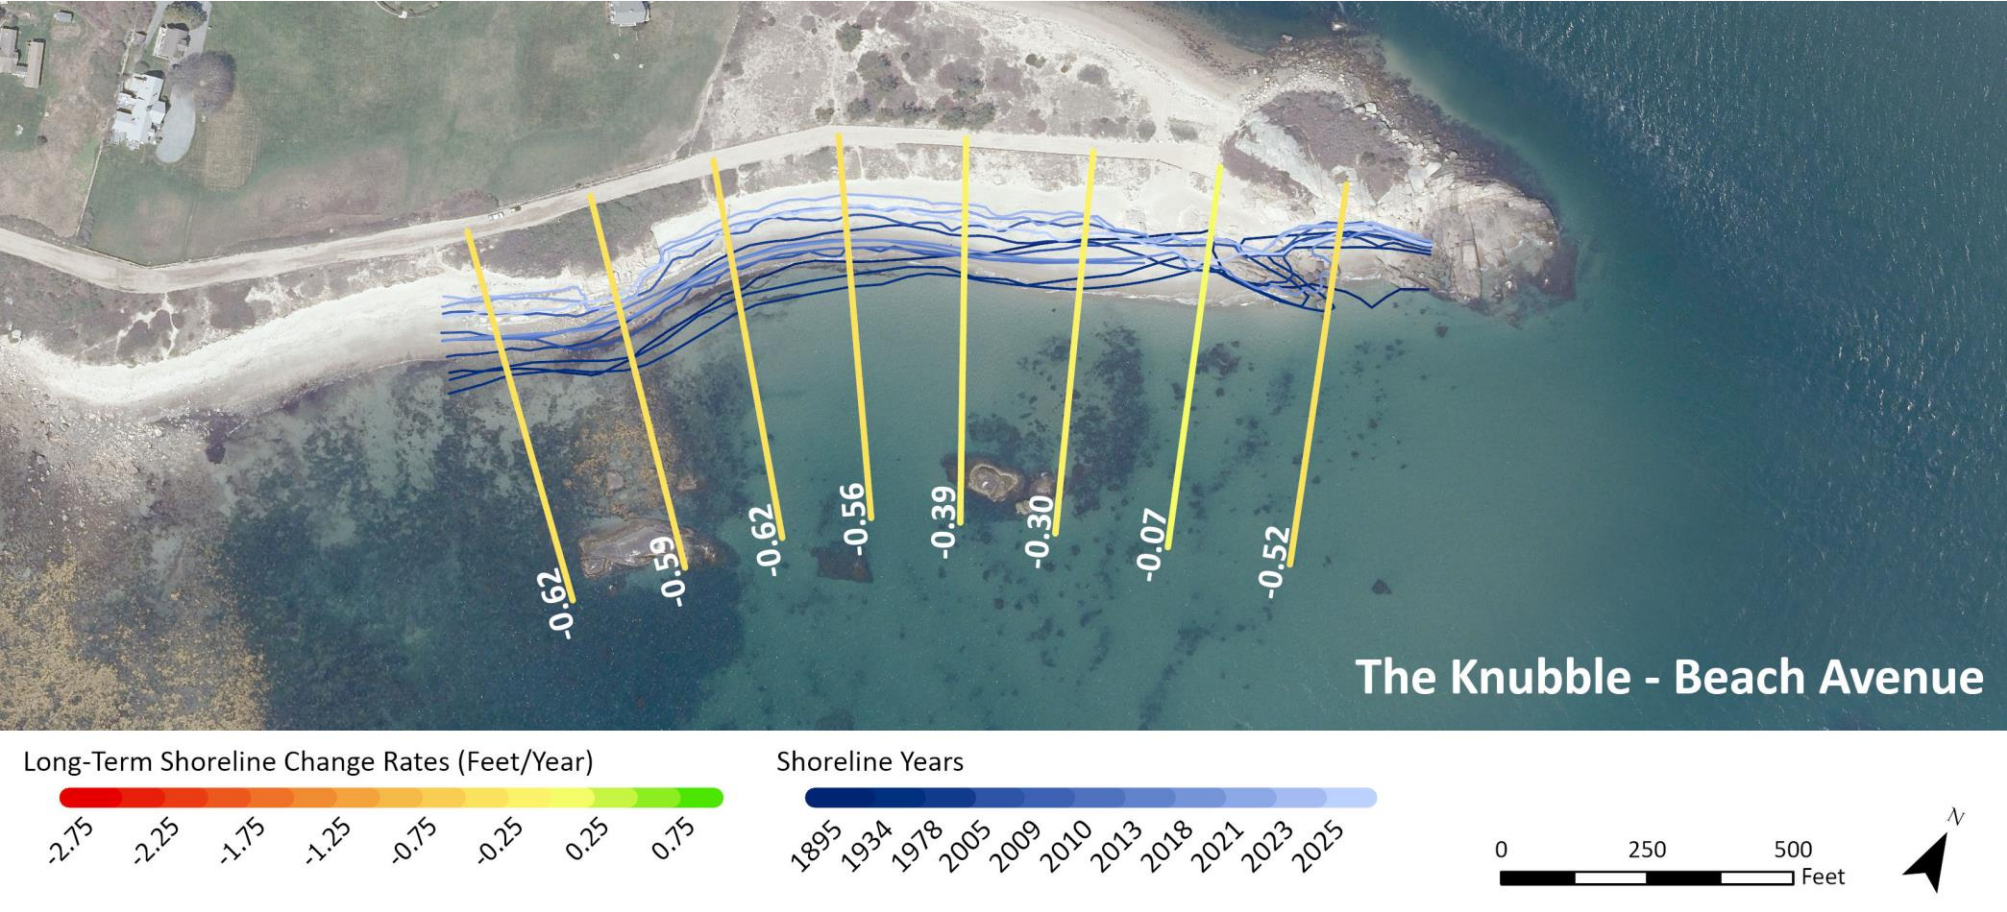 -0.62
-0.59
-0.62
-0.56
-0.39
-0.30
-0.07
-0.52
The Knubble - Beach Avenue
Long-Term Shoreline Change Rates (Feet/Year)
-2.75 -2.25 -1.75 -1.25 -0.75 -0.25 0.25 0.75
Shoreline Years
1895 1934 1978 2005 2009 2010 2013 2018 2021 2023 2025
0 250 500
Feet
N